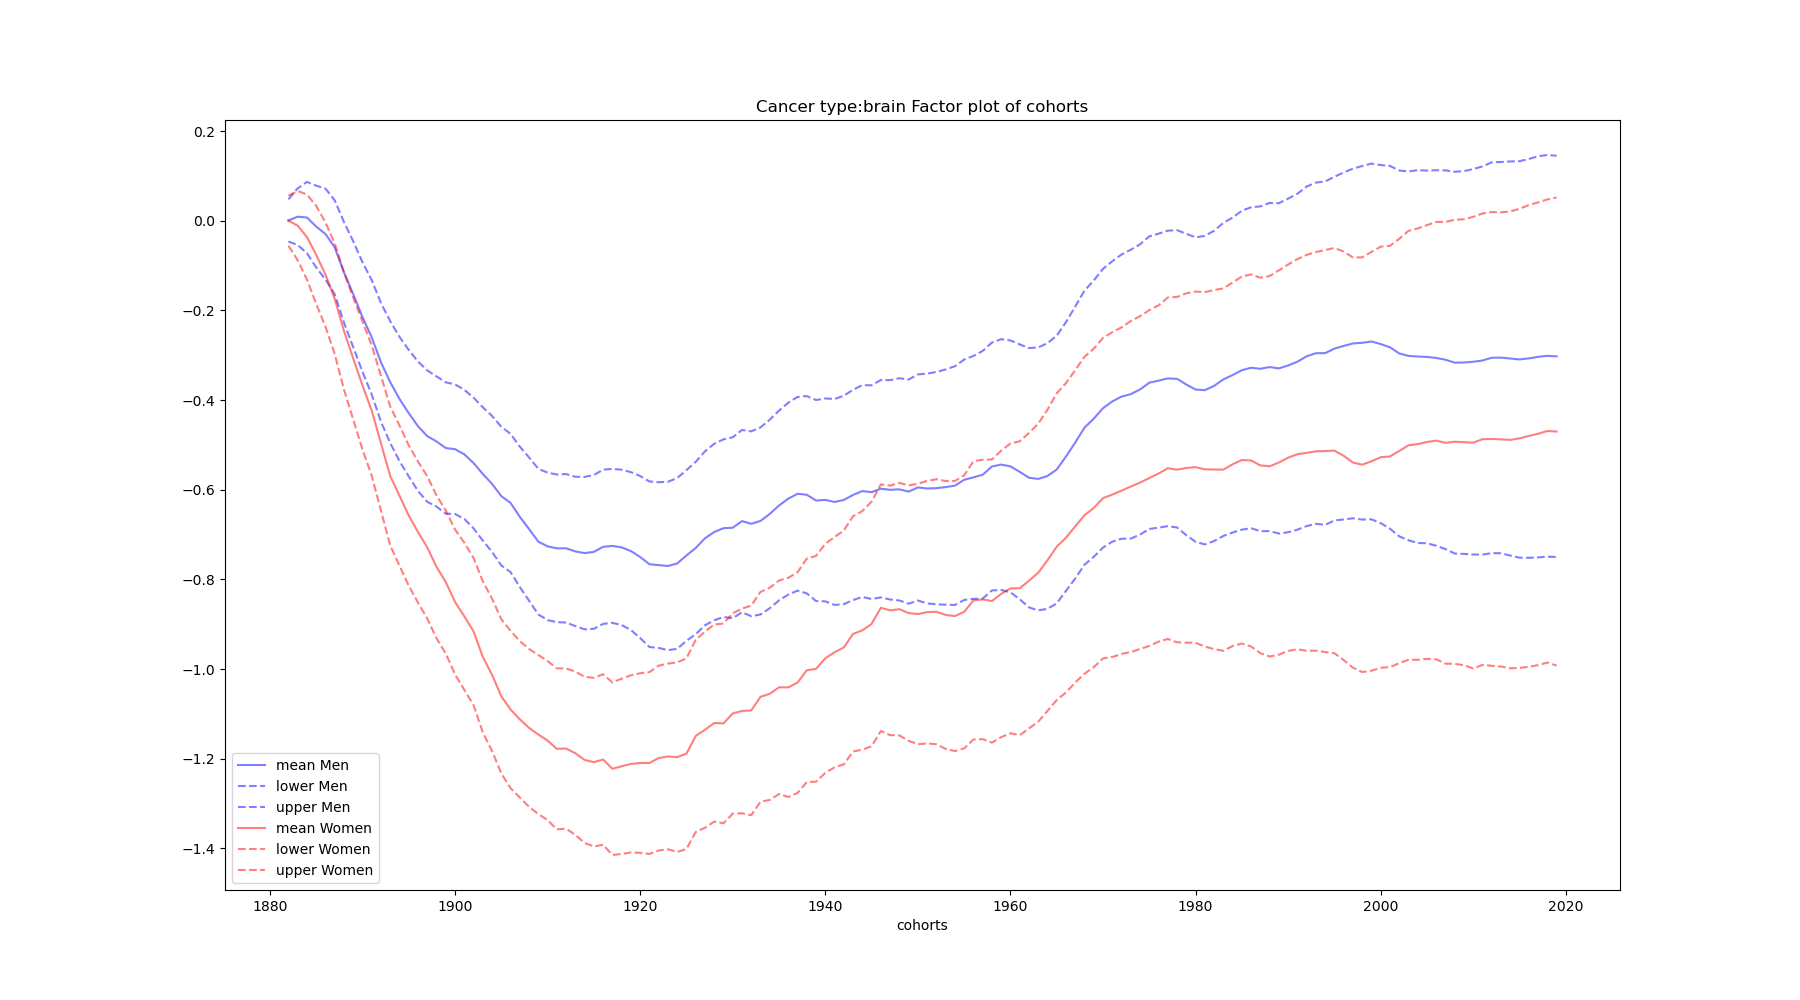 Cancer type:brain Factor plot of cohorts
0.2
0.0
−0.2
−0.4
−0.6
−0.8
−1.0
−1.2
−1.4
mean Men
lower Men
upper Men
mean Women
lower Women
upper Women
1880 1900 1920 1940 1960 1980 2000 2020
cohorts